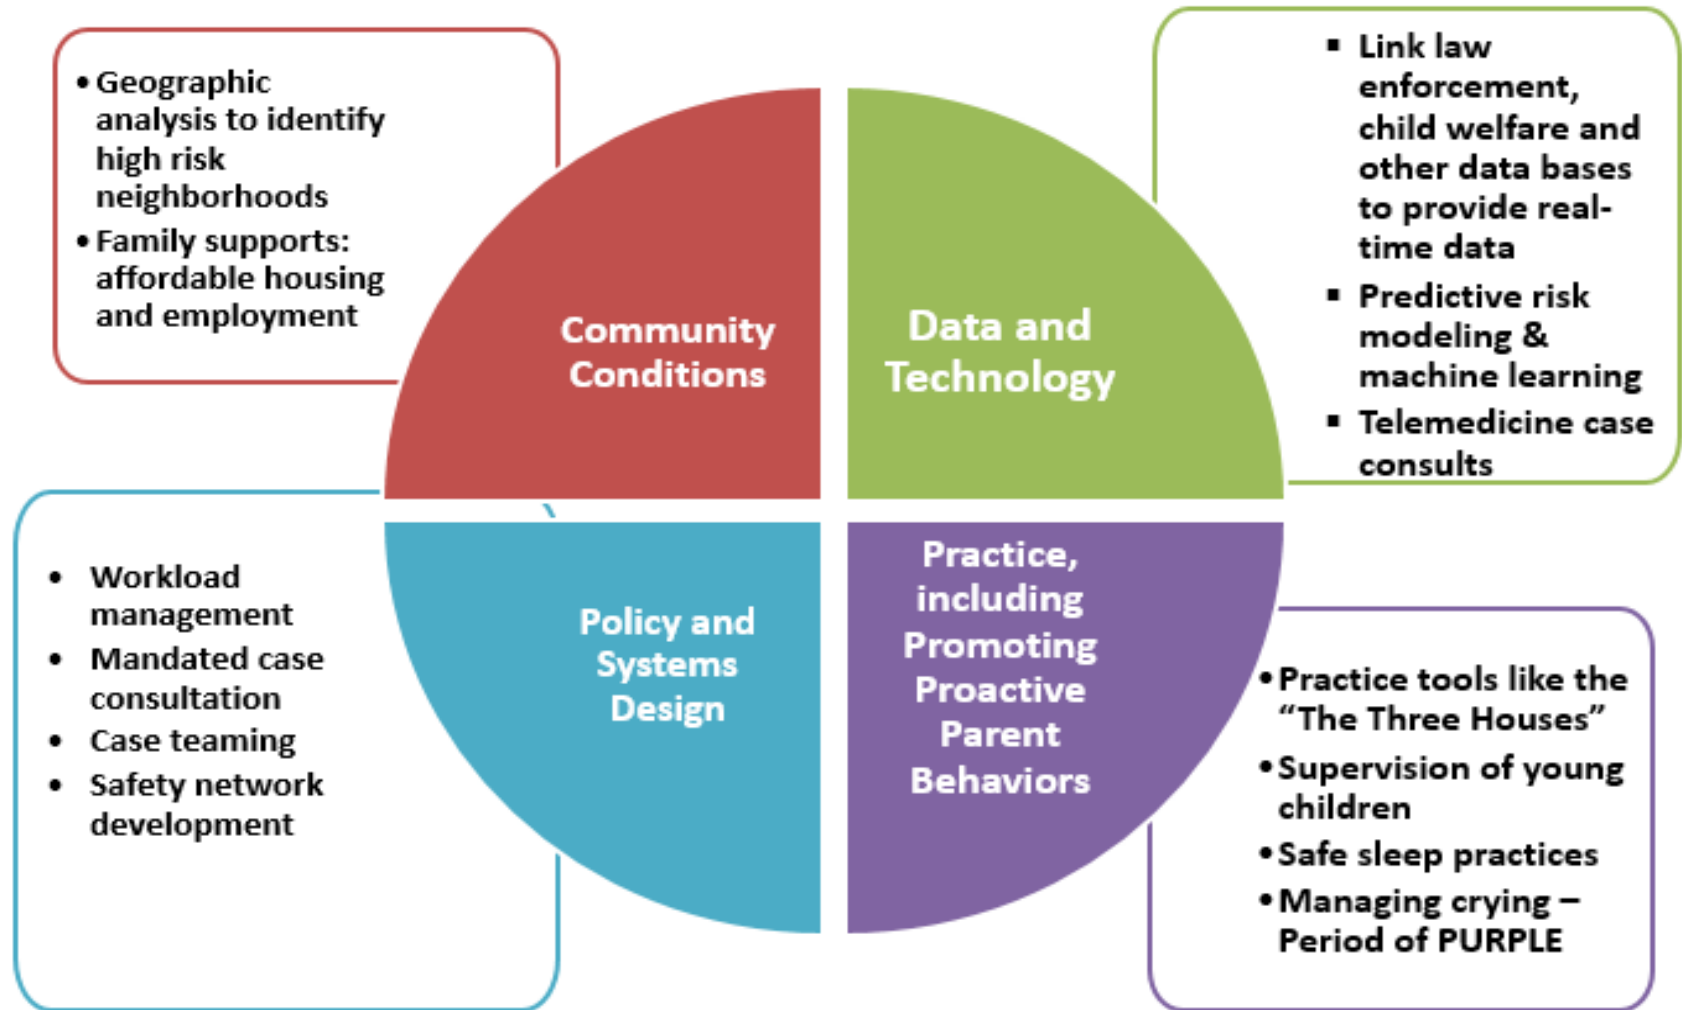 • Geographic
analysis to identify
high risk
neighborhoods
• Family supports:
affordable housing
and employment
Community
Conditions
Data and
Technology
▪ Link law
enforcement,
child welfare and
other data bases
to provide real-
time data
▪ Predictive risk
modeling &
machine learning
▪ Telemedicine case
consults
• Workload
management
• Mandated case
consultation
• Case teaming
• Safety network
development
Policy and
Systems
Design
Practice,
including
Promoting
Proactive
Parent
Behaviors
• Practice tools like the
“The Three Houses”
• Supervision of young
children
• Safe sleep practices
• Managing crying –
Period of PURPLE